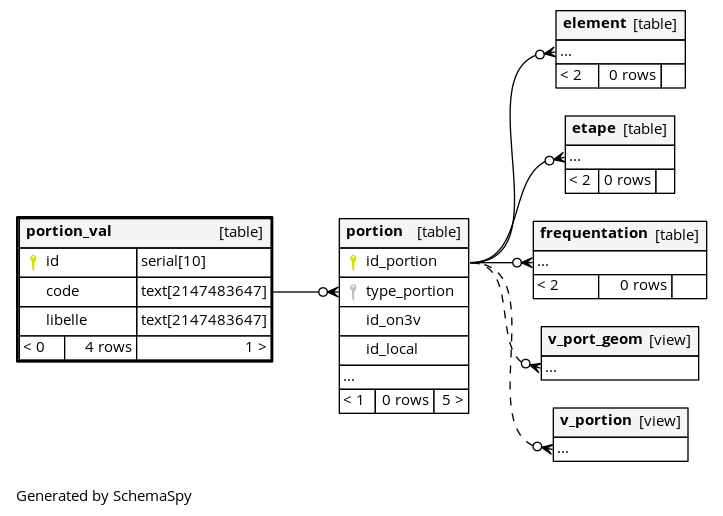 element [table]
...
< 2 0 rows
etape [table]
...
< 2 0 rows
portion_val [table]
id serial[10]
code text[2147483647]
libelle text[2147483647]
< 0 4 rows 1 >
portion [table]
id_portion
type_portion
id_on3v
id_local
...
< 1 0 rows 5 >
frequentation [table]
...
< 2 0 rows
v_port_geom [view]
...
v_portion [view]
...
Generated by SchemaSpy